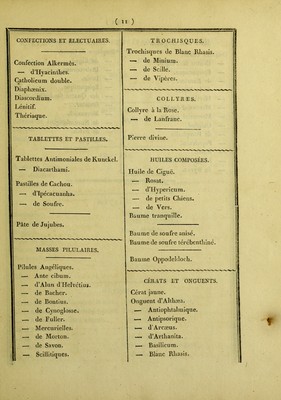 ( 11 )
CONFECTIONS ET ELECTUAIRES.
Confection Alkermès.
— d'Hyacinthes.
Catholicum double.
Diaphœnix.
Diascordium.
Lénitif.
Thériaque.
TABLETTES ET PASTILLES.
Tablettes Antimoniales de Kunckel.
— Diacarthami.
Pastilles de Cachou.
— d'Ipécacuanha.
— de Soufre.
Pâte de Jujubes.
MASSES PILULAIRES.
Pilules Angéliques.
— Ante cibum.
— d'Alun d'Helvétius.
— de Bacher.
— de Bontius.
— de Cynoglosse.
— de Fuller.
— Mercurielles.
— de Morton.
— de Savon.
— Scillitiques.
TROCHISQUES.
Trochisques de Blanc Rhasis.
— de Minium.
— de Scille.
— de Vipères.
COLLYRES.
Collyre à la Rose.
— de Lanfranc.
Pierre divine.
HUILES COMPOSÉES.
Huile de Ciguë.
— Rosat.
— d'Hypericum.
— de petits Chiens.
— de Vers.
Baume tranquille.
Baume de soufre anisé.
Baume de soufre térébenthiné.
Baume Oppodeldoch.
CÉRATS ET ONGUENTS.
Cérat jaune.
Onguent d'Althæa.
— Antiophtalmique.
— Antipsorique.
— d'Arcæus.
— d'Arthanita.
— Basilicum.
— Blanc Rhasis.